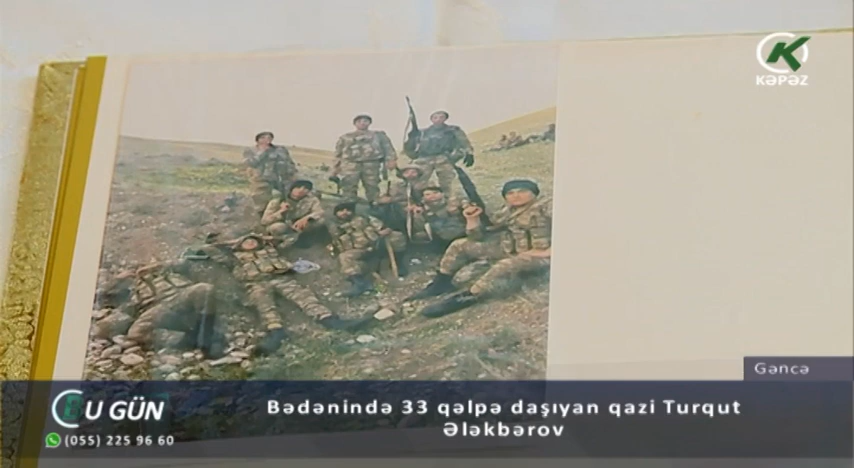 KƏPƏZ
Gəncə
BU GÜN
(055) 225 96 60
Bədənində 33 qəlpə daşıyan qazi Turqut
Ələkbərov